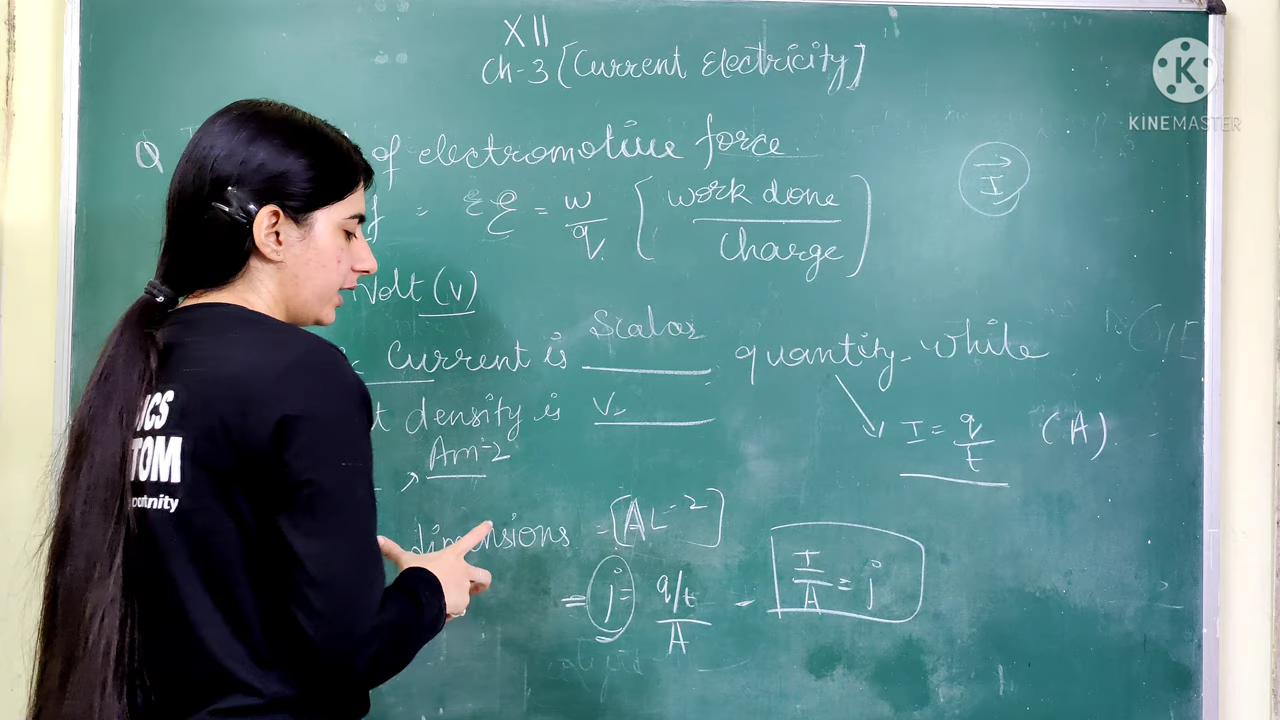 XII
Ch-3 [Current Electricity]
KINEMASTER
Q of electromotive force.
I
f = ε ℰ = w/q. [work done / Charge]
Volt (V)
Current is Scalar quantity while
t density is V
I = q/t (A)
Am-2
dimensions = [AL-2]
= j = q/t / A - I/A = j
ICS
TOM
portnity